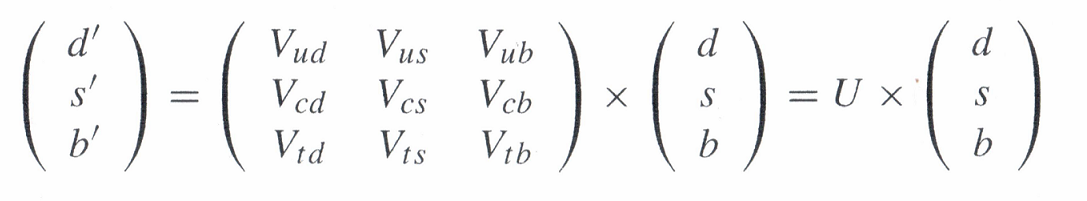 d′ V_ud V_us V_ub d d
s′ = V_cd V_cs V_cb × s = U × s
b′ V_td V_ts V_tb b b